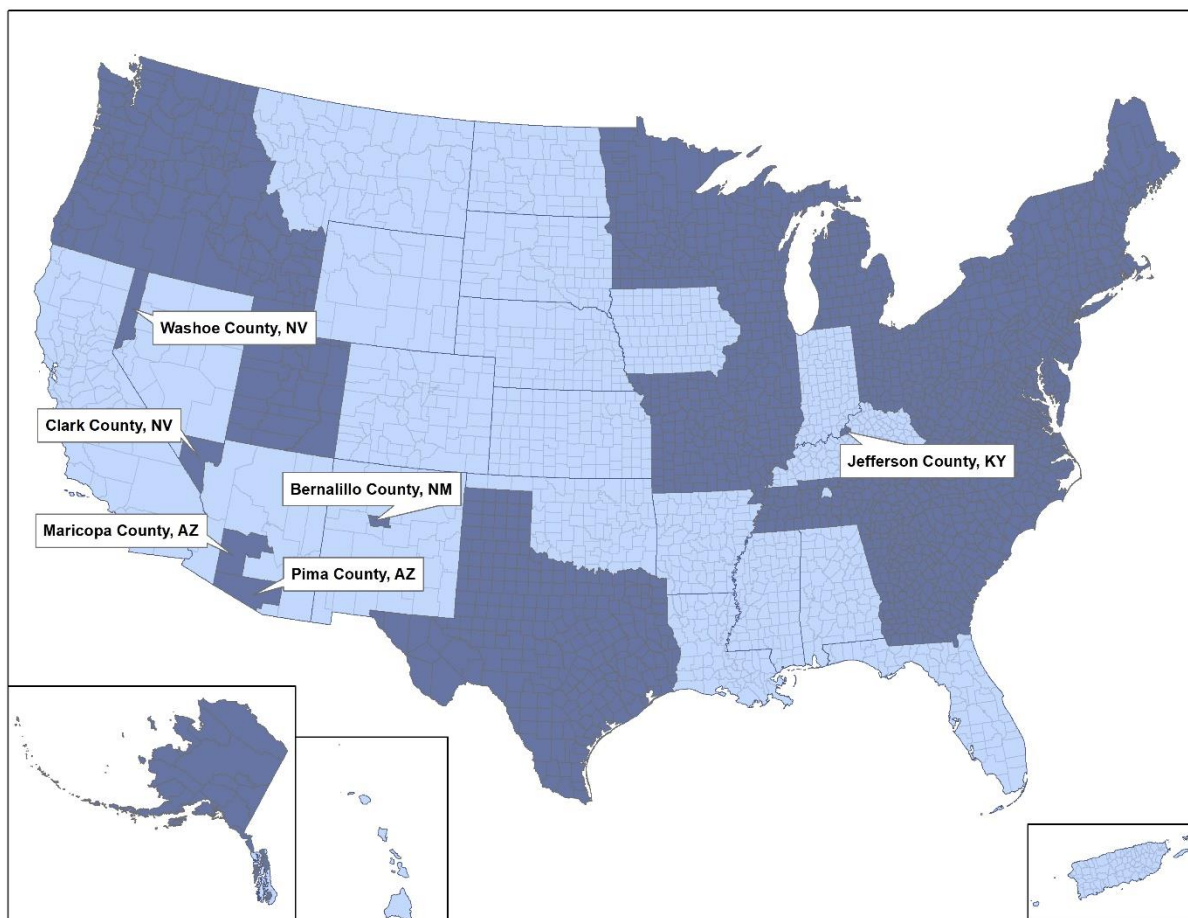 Washoe County, NV
Clark County, NV
Jefferson County, KY
Bernalillo County, NM
Maricopa County, AZ
Pima County, AZ